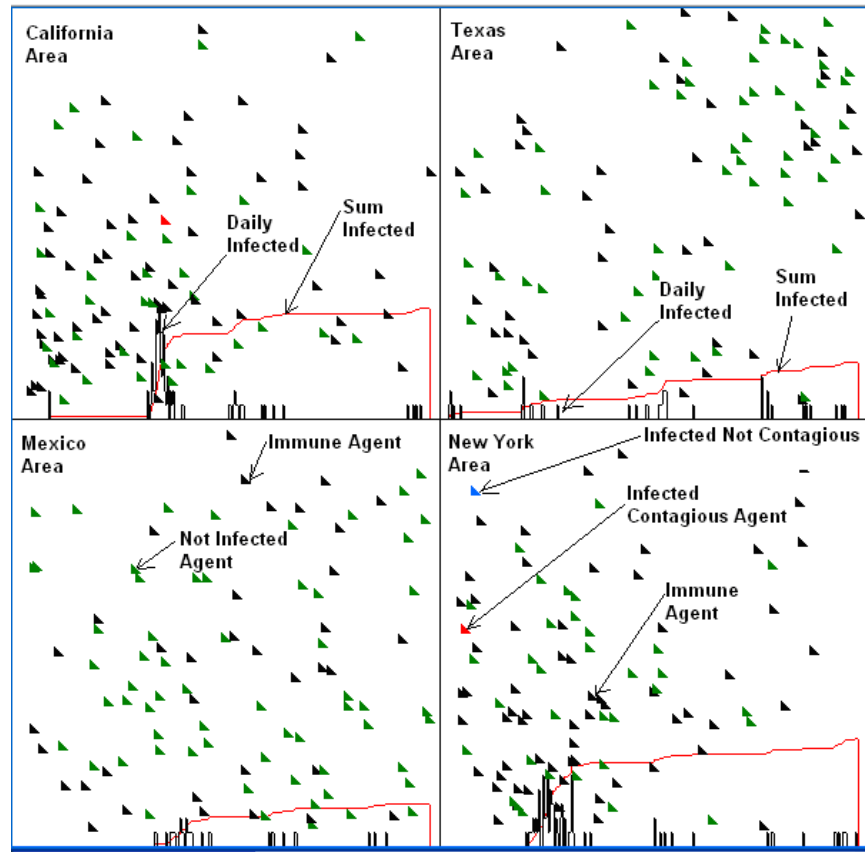 California
Area
Daily
Infected
Sum
Infected
Texas
Area
Daily
Infected
Sum
Infected
Mexico
Area
Immune Agent
Not Infected
Agent
New York
Area
Infected Not Contagious
Infected
Contagious Agent
Immune
Agent